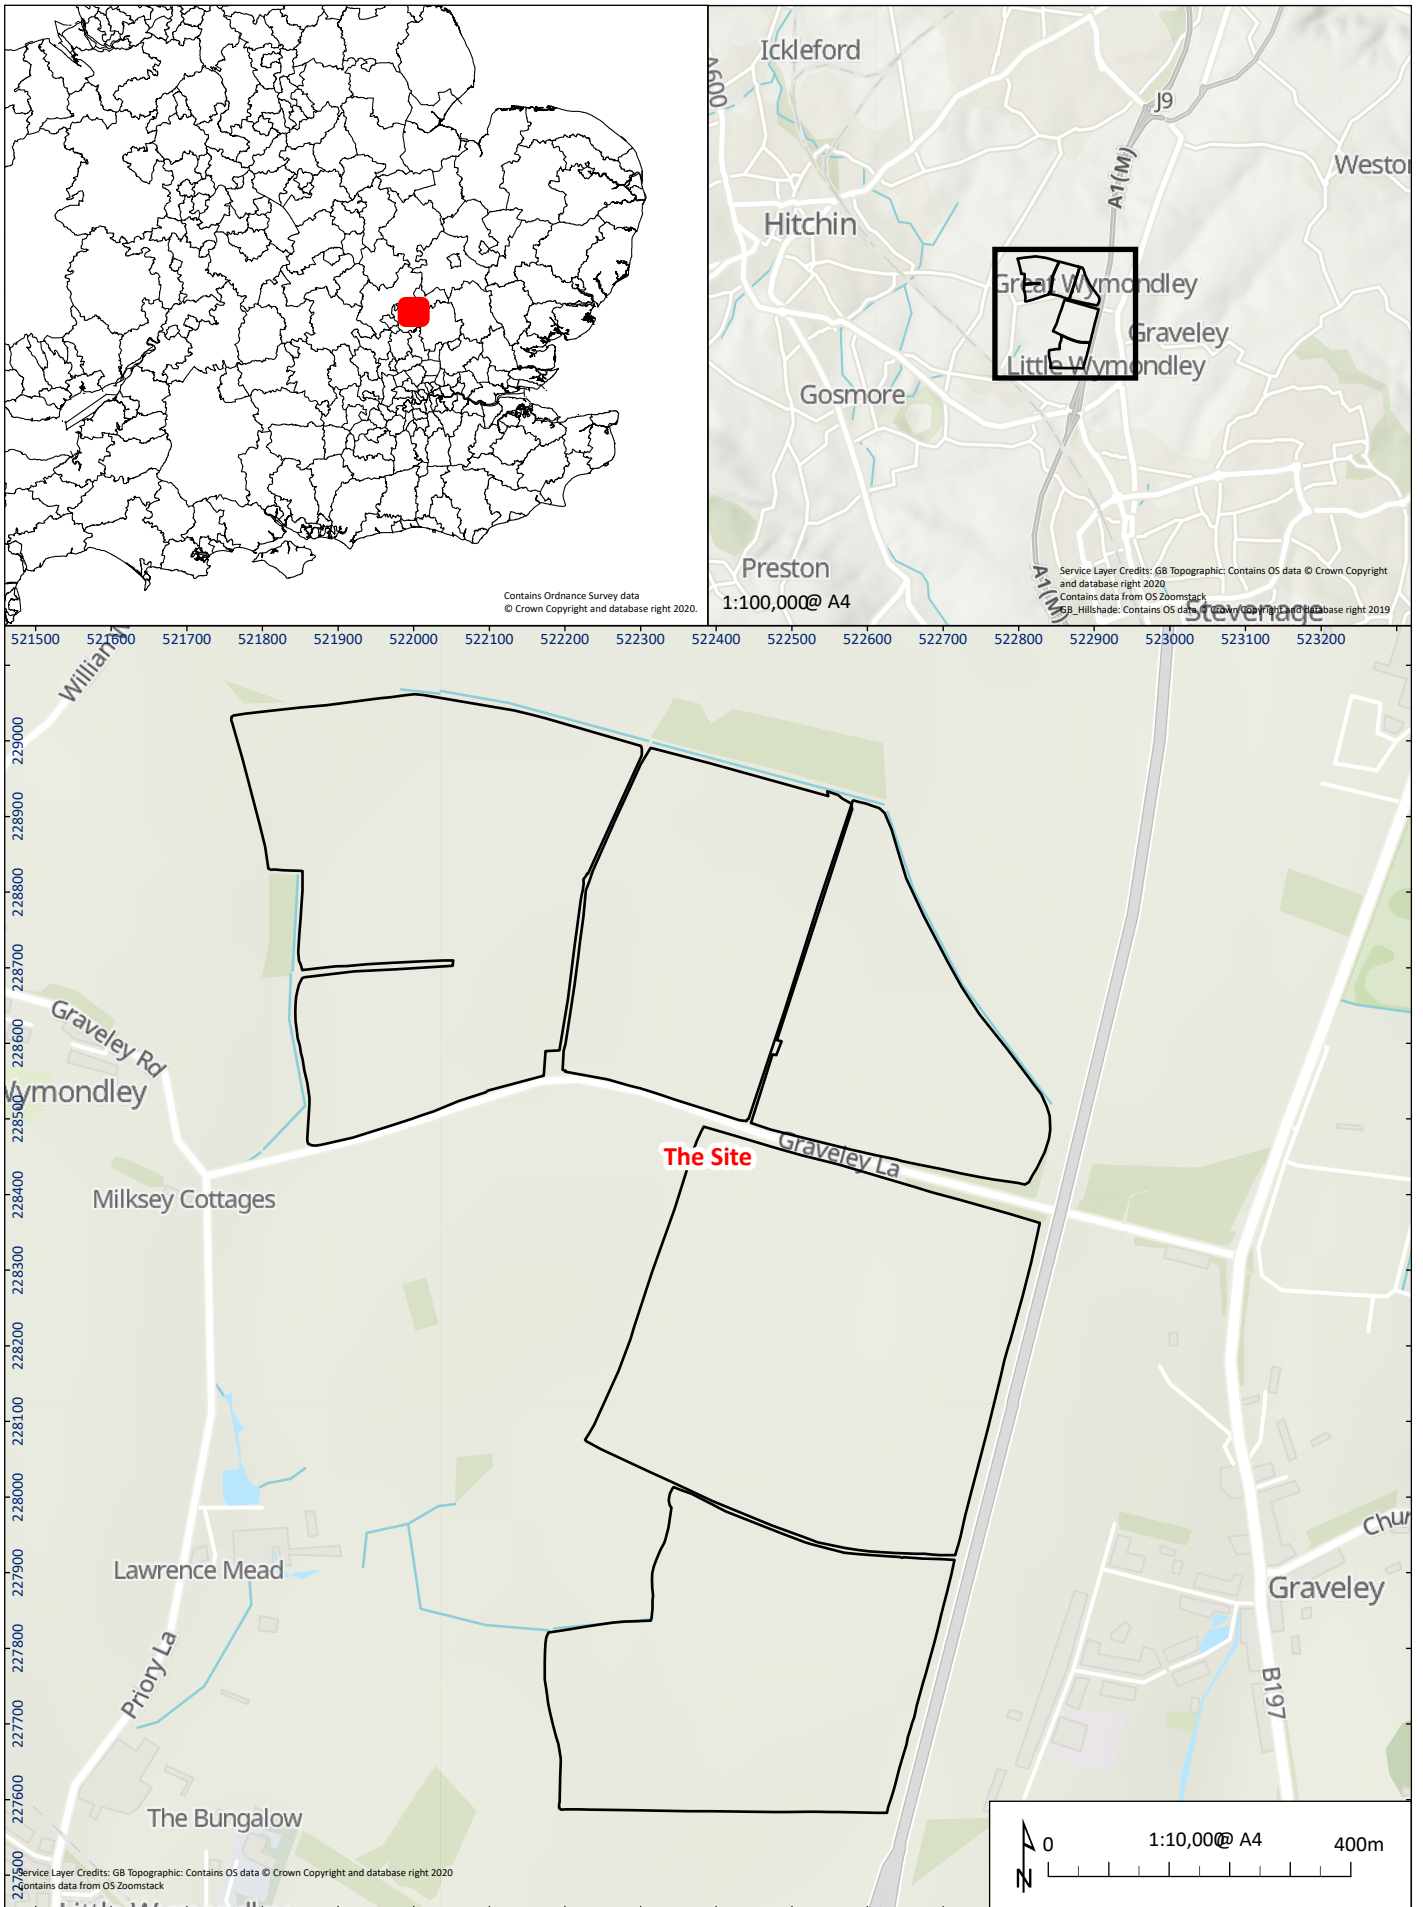 Contains Ordnance Survey data
© Crown Copyright and database right 2020.
Ickleford
A600
J9
A1(M)
Hitchin
Great Wymondley
Graveley
Little Wymondley
Gosmore
Preston
1:100,000@ A4
A1(M)
Stevenage
Service Layer Credits: GB Topographic: Contains OS data © Crown Copyright
and database right 2020
Contains data from OS Zoomstack
GB_Hillshade: Contains OS data © Crown Copyright and database right 2019
521500 521600 521700 521800 521900 522000 522100 522200 522300 522400 522500 522600 522700 522800 522900 523000 523100 523200
229000
228900
228800
228700
228600
228500
228400
228300
228200
228100
228000
227900
227800
227700
227600
227500
Graveley Rd
Wymondley
Milksey Cottages
The Site
Graveley La
Lawrence Mead
Priory La
The Bungalow
Graveley
B197
Service Layer Credits: GB Topographic: Contains OS data © Crown Copyright and database right 2020
Contains data from OS Zoomstack
N
0
1:10,000@ A4
400m